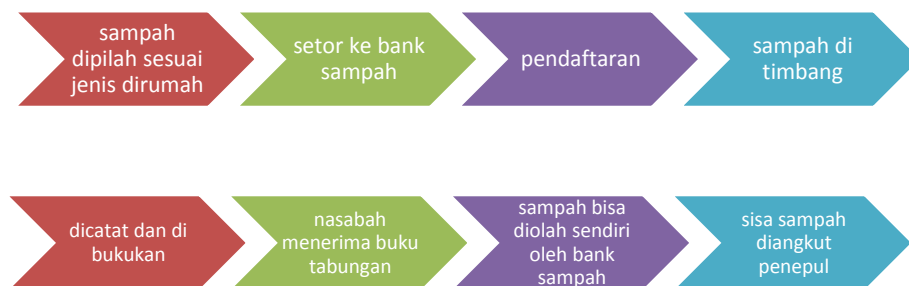 sampah
dipilah sesuai
jenis dirumah
setor ke bank
sampah
pendaftaran
sampah di
timbang
dicatat dan di
bukukan
nasabah
menerima buku
tabungan
sampah bisa
diolah sendiri
oleh bank
sampah
sisa sampah
diangkut
penepul